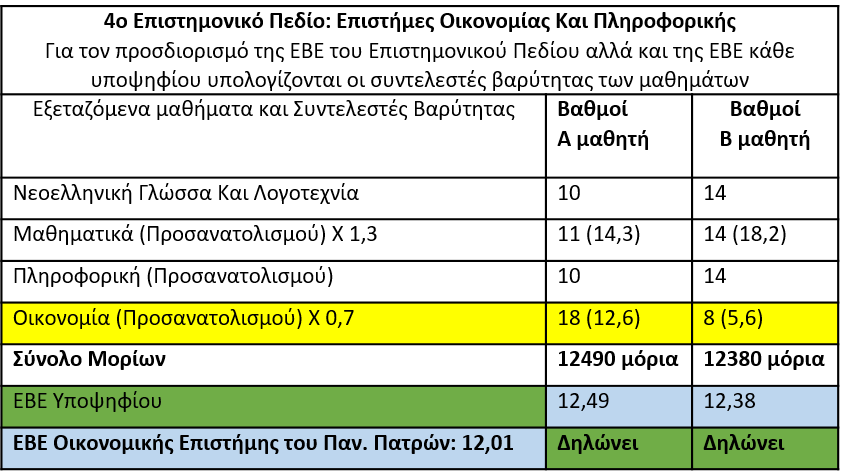 4ο Επιστημονικό Πεδίο: Επιστήμες Οικονομίας Και Πληροφορικής
Για τον προσδιορισμό της ΕΒΕ του Επιστημονικού Πεδίου αλλά και της ΕΒΕ κάθε
υποψηφίου υπολογίζονται οι συντελεστές βαρύτητας των μαθημάτων
Εξεταζόμενα μαθήματα και Συντελεστές Βαρύτητας
Βαθμοί
Α μαθητή
Βαθμοί
Β μαθητή
Νεοελληνική Γλώσσα Και Λογοτεχνία 10 14
Μαθηματικά (Προσανατολισμού) Χ 1,3 11 (14,3) 14 (18,2)
Πληροφορική (Προσανατολισμού) 10 14
Οικονομία (Προσανατολισμού) Χ 0,7 18 (12,6) 8 (5,6)
Σύνολο Μορίων 12490 μόρια 12380 μόρια
ΕΒΕ Υποψηφίου 12,49 12,38
ΕΒΕ Οικονομικής Επιστήμης του Παν. Πατρών: 12,01 Δηλώνει Δηλώνει